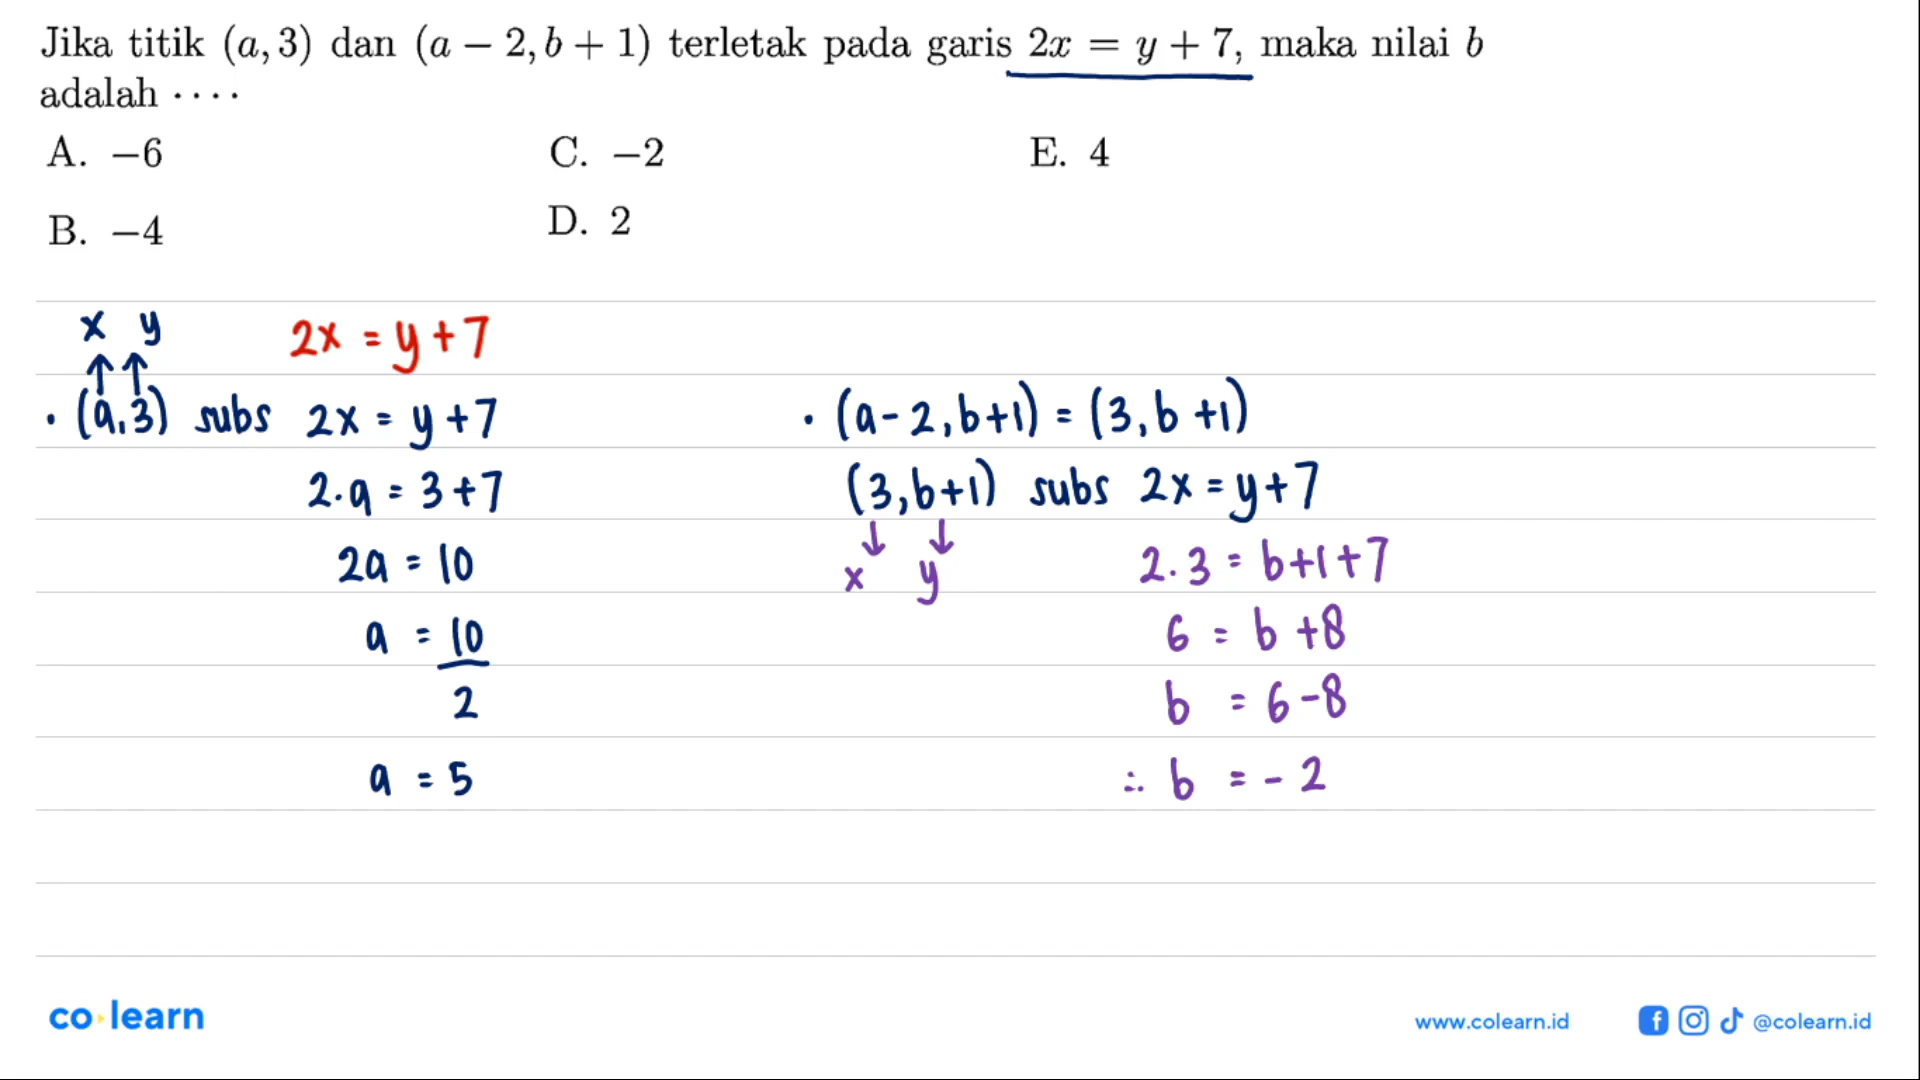 Jika titik (a, 3) dan (a − 2, b + 1) terletak pada garis 2x = y + 7, maka nilai b
adalah ····
A. −6
C. −2
E. 4
B. −4
D. 2
x y
2x = y + 7
· (a,3) subs 2x = y + 7
2·a = 3 + 7
2a = 10
a = 10
2
a = 5
· (a - 2, b+1) = (3, b +1)
(3, b+1) subs 2x = y + 7
x y
2 . 3 = b+1+7
6 = b +8
b = 6 - 8
∴ b = - 2
co learn
www.colearn.id
@colearn.id